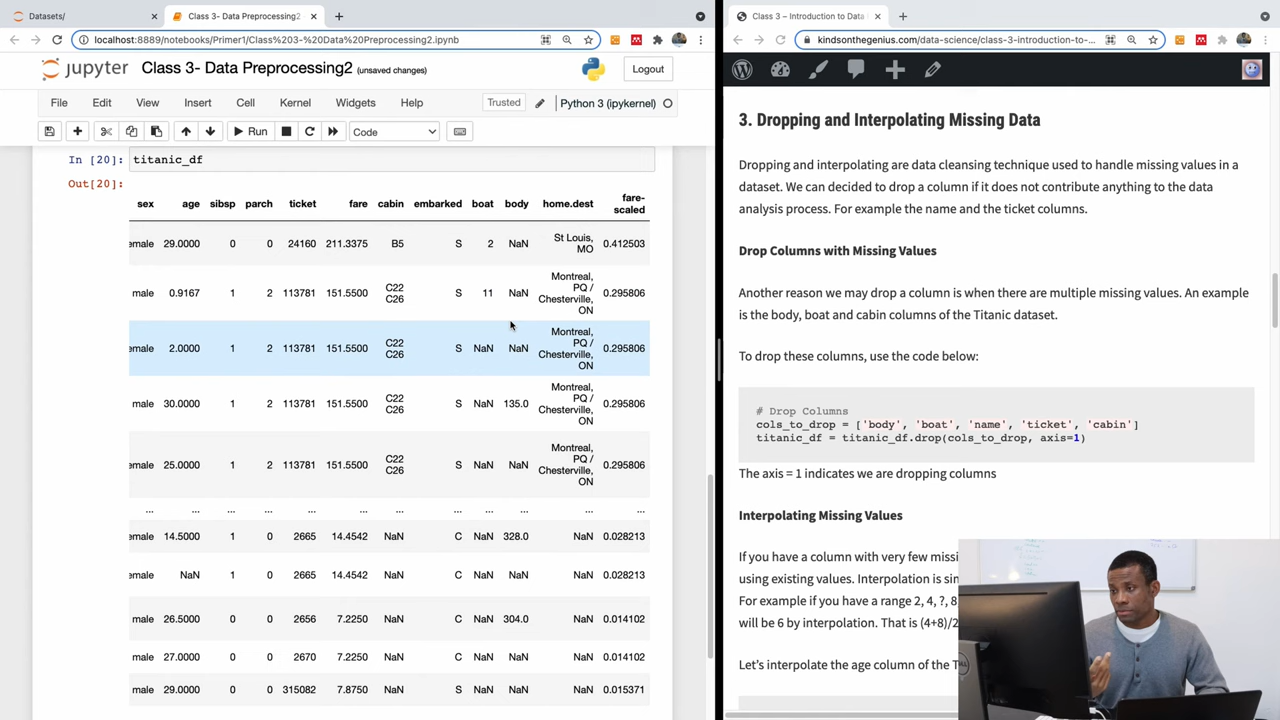 Datasets/
Class 3- Data Preprocessing2
localhost:8889/notebooks/Primer1/Class%203-%20Data%20Preprocessing2.ipynb
jupyter Class 3- Data Preprocessing2 (unsaved changes)
Logout
File Edit View Insert Cell Kernel Widgets Help Trusted Python 3 (ipykernel)
Run Code
In [20]: titanic_df
Out[20]:
sex age sibsp parch ticket fare cabin embarked boat body home.dest fare-scaled
emale 29.0000 0 0 24160 211.3375 B5 S 2 NaN St Louis, MO 0.412503
male 0.9167 1 2 113781 151.5500 C22 C26 S 11 NaN Montreal, PQ / Chesterville, ON 0.295806
emale 2.0000 1 2 113781 151.5500 C22 C26 S NaN NaN Montreal, PQ / Chesterville, ON 0.295806
male 30.0000 1 2 113781 151.5500 C22 C26 S NaN 135.0 Montreal, PQ / Chesterville, ON 0.295806
emale 25.0000 1 2 113781 151.5500 C22 C26 S NaN NaN Montreal, PQ / Chesterville, ON 0.295806
... ... ... ... ... ... ... ... ... ... ... ...
emale 14.5000 1 0 2665 14.4542 NaN C NaN 328.0 NaN 0.028213
emale NaN 1 0 2665 14.4542 NaN C NaN NaN NaN 0.028213
male 26.5000 0 0 2656 7.2250 NaN C NaN 304.0 NaN 0.014102
male 27.0000 0 0 2670 7.2250 NaN C NaN NaN NaN 0.014102
male 29.0000 0 0 315082 7.8750 NaN S NaN NaN NaN 0.015371
Class 3 – Introduction to Data
kindsonthegenius.com/data-science/class-3-introduction-to-...
3. Dropping and Interpolating Missing Data
Dropping and interpolating are data cleansing technique used to handle missing values in a
dataset. We can decided to drop a column if it does not contribute anything to the data
analysis process. For example the name and the ticket columns.
Drop Columns with Missing Values
Another reason we may drop a column is when there are multiple missing values. An example
is the body, boat and cabin columns of the Titanic dataset.
To drop these columns, use the code below:
# Drop Columns
cols_to_drop = ['body', 'boat', 'name', 'ticket', 'cabin']
titanic_df = titanic_df.drop(cols_to_drop, axis=1)
The axis = 1 indicates we are dropping columns
Interpolating Missing Values
If you have a column with very few missi
using existing values. Interpolation is sin
For example if you have a range 2, 4, ?, 8
will be 6 by interpolation. That is (4+8)/2
Let's interpolate the age column of the T